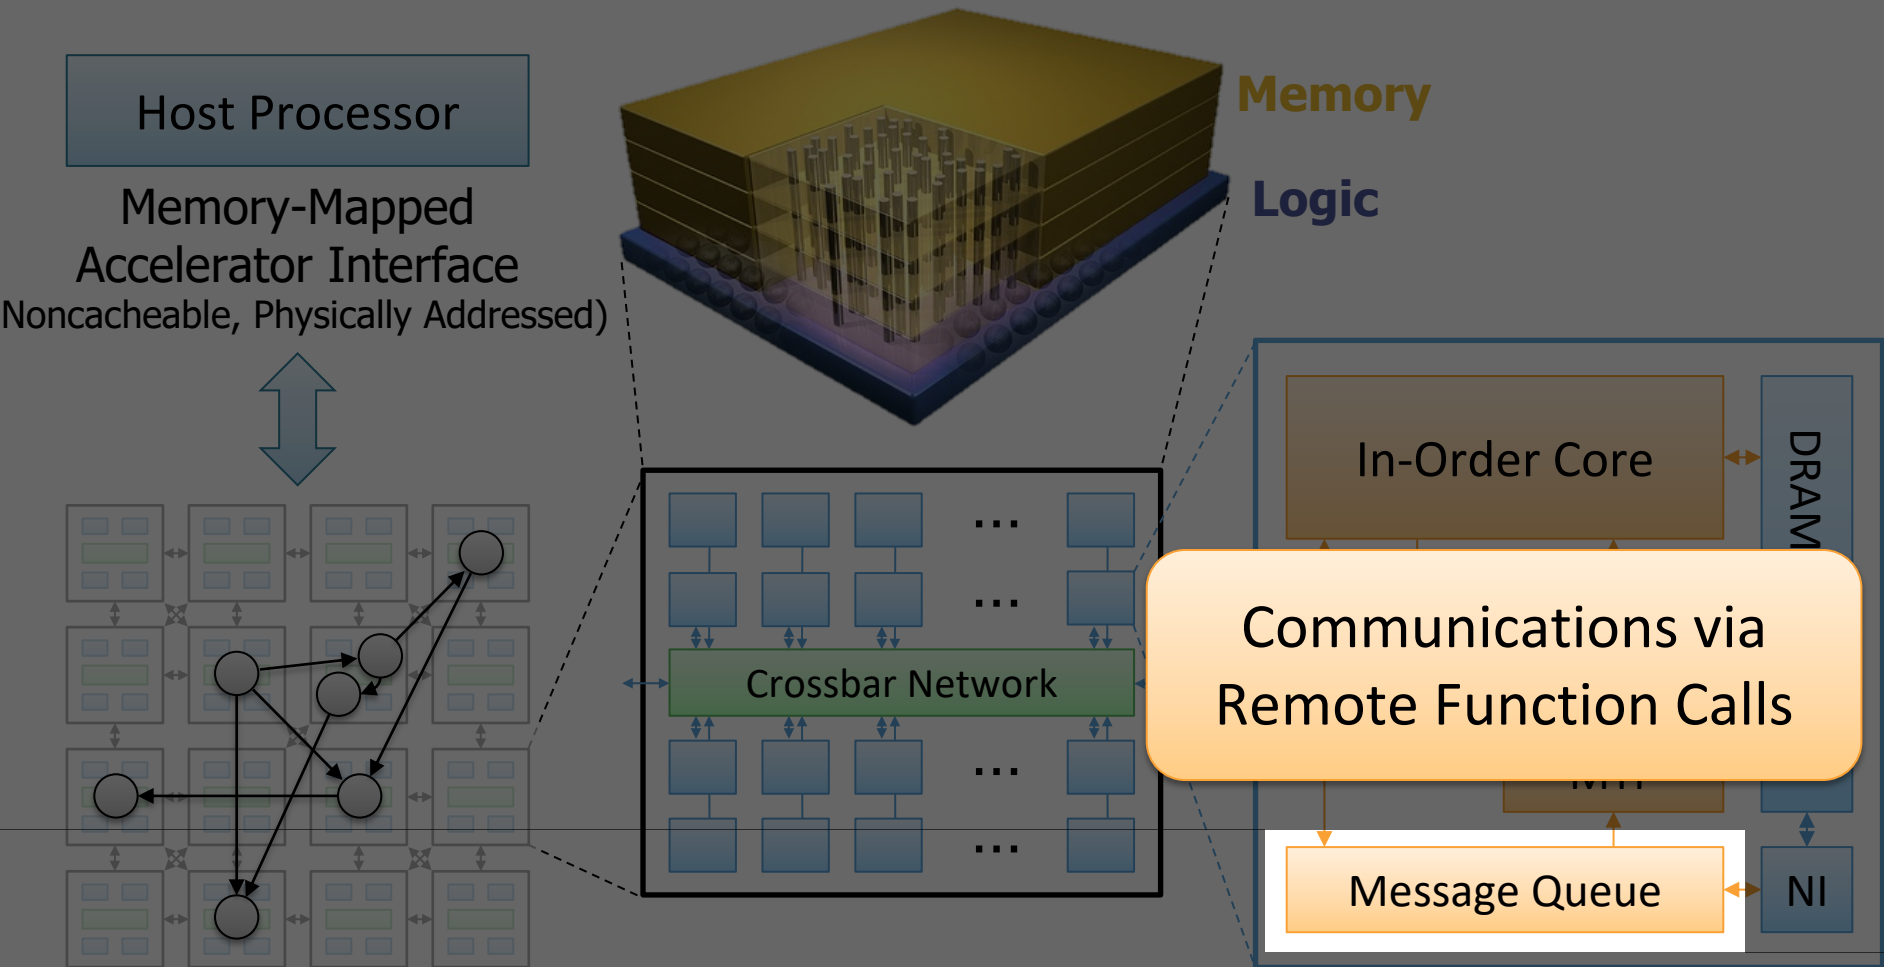 Host Processor
Memory-Mapped
Accelerator Interface
Noncacheable, Physically Addressed)
Memory
Logic
In-Order Core
DRAM
...
...
Crossbar Network
...
...
Communications via
Remote Function Calls
Message Queue
NI